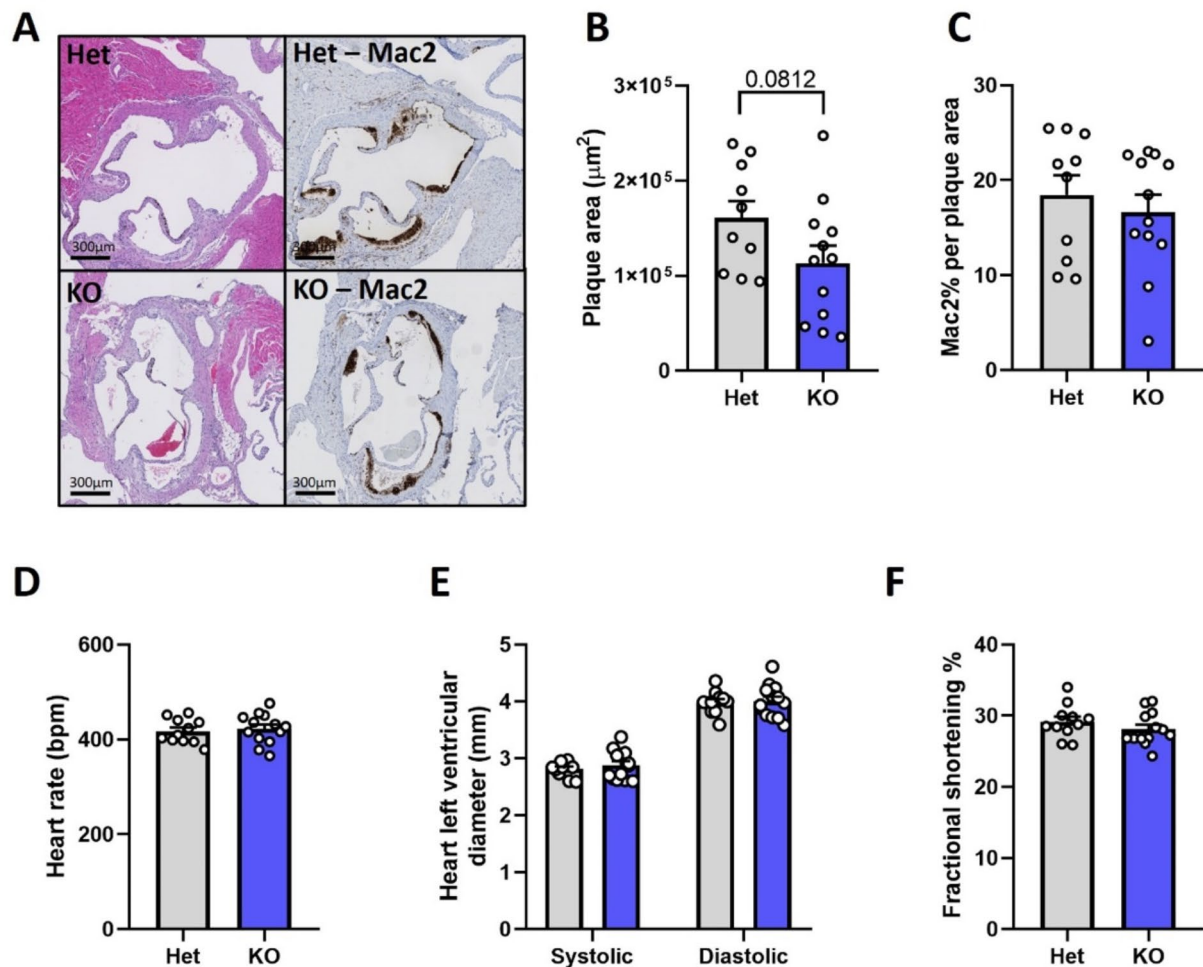 A
Het
Het – Mac2
300µm
300µm
KO
KO – Mac2
300µm
300µm
B
Plaque area (µm²)
3×10⁵
2×10⁵
1×10⁵
0
0.0812
Het
KO
C
Mac2% per plaque area
30
20
10
0
Het
KO
D
Heart rate (bpm)
600
400
200
0
Het
KO
E
Heart left ventricular
diameter (mm)
5
4
3
2
1
0
Systolic
Diastolic
F
Fractional shortening %
40
30
20
10
0
Het
KO